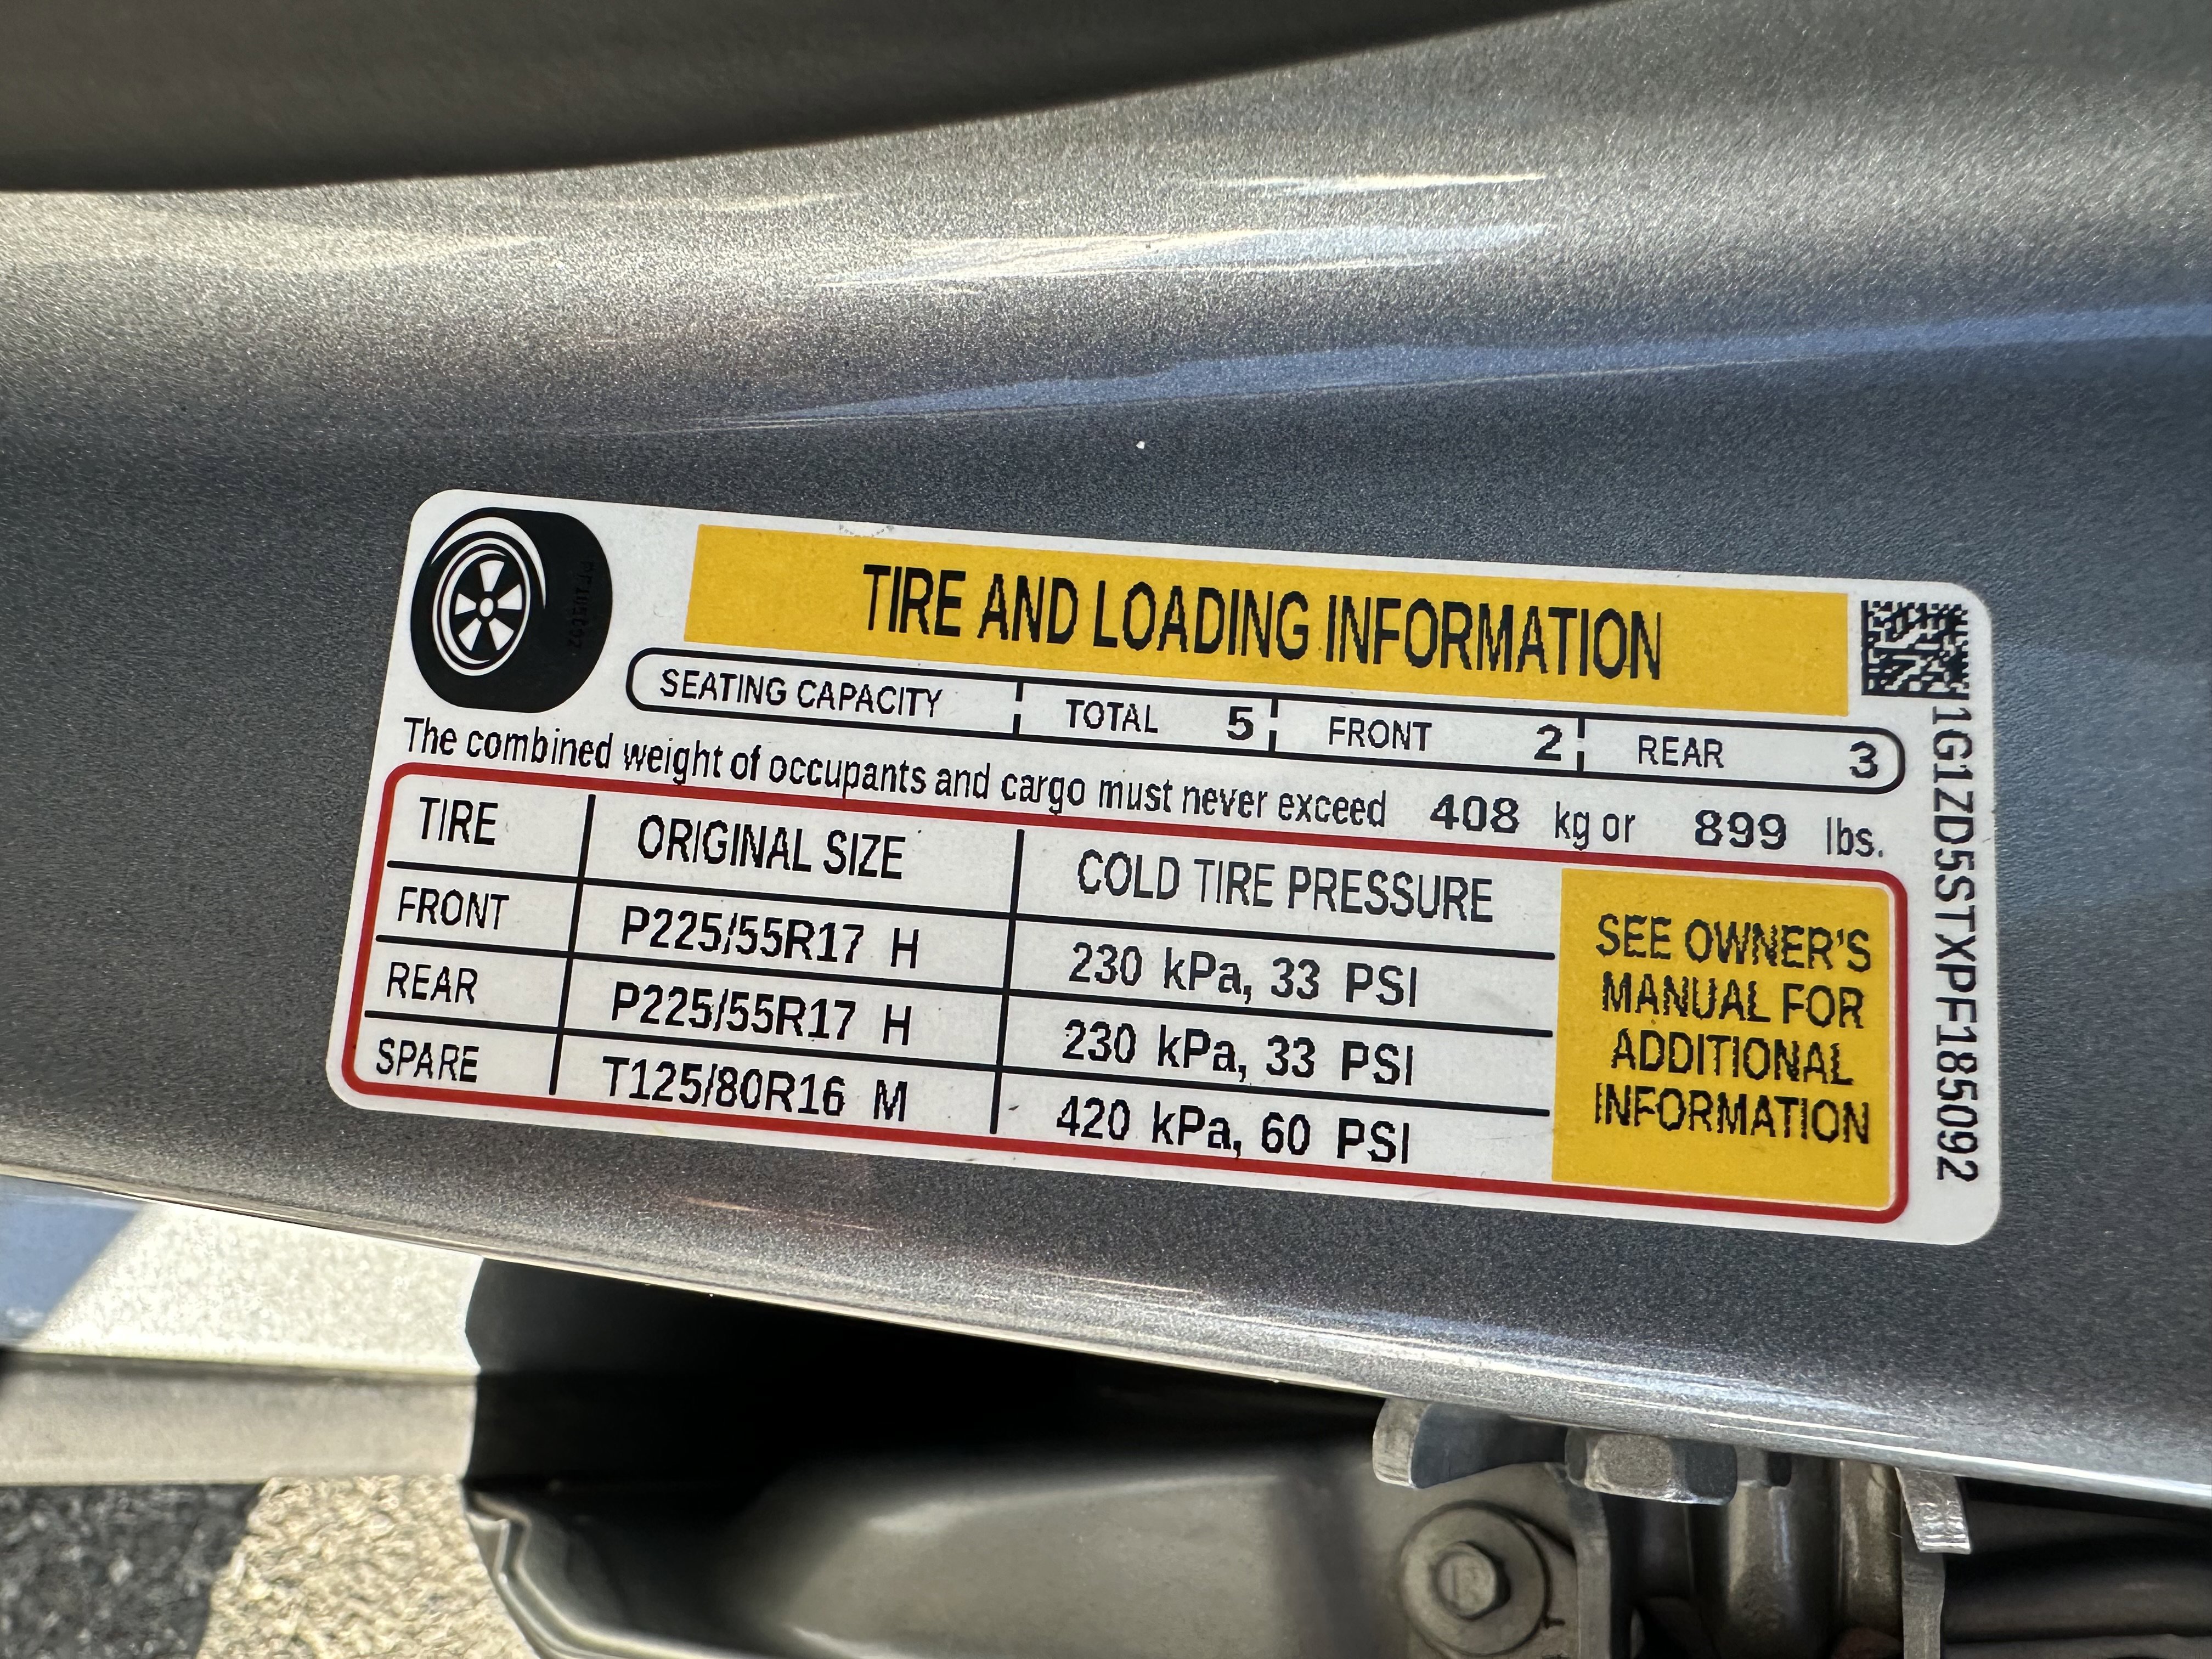 TIRE AND LOADING INFORMATION
SEATING CAPACITY TOTAL 5 FRONT 2 REAR 3
The combined weight of occupants and cargo must never exceed 408 kg or 899 lbs.
TIRE ORIGINAL SIZE COLD TIRE PRESSURE
FRONT P225/55R17 H 230 kPa, 33 PSI
REAR P225/55R17 H 230 kPa, 33 PSI
SPARE T125/80R16 M 420 kPa, 60 PSI
SEE OWNER'S
MANUAL FOR
ADDITIONAL
INFORMATION
1G1ZD5STXPF185092